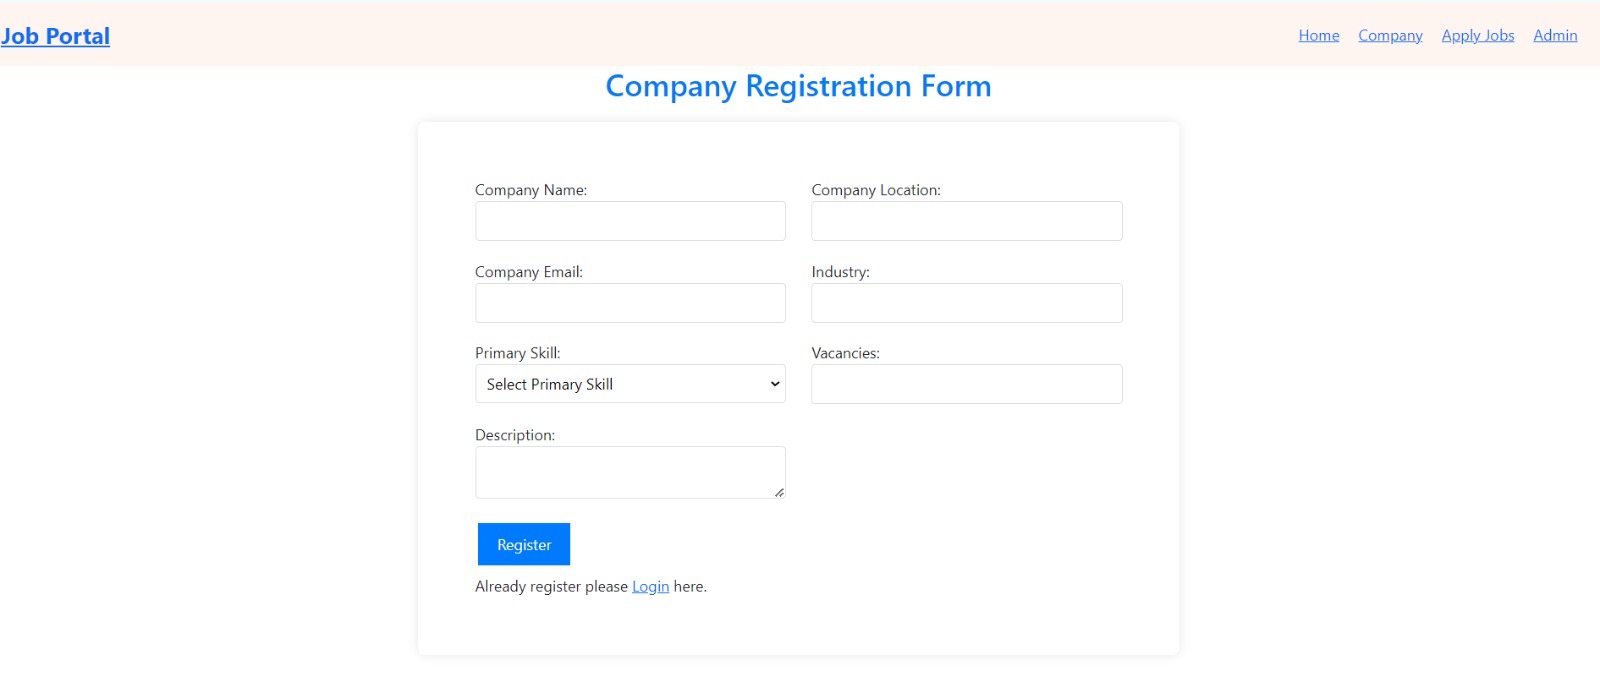 Job Portal Home Company Apply Jobs Admin
Company Registration Form
Company Name: Company Location:
Company Email: Industry:
Primary Skill: Vacancies:
Select Primary Skill
Description:
Register
Already register please Login here.